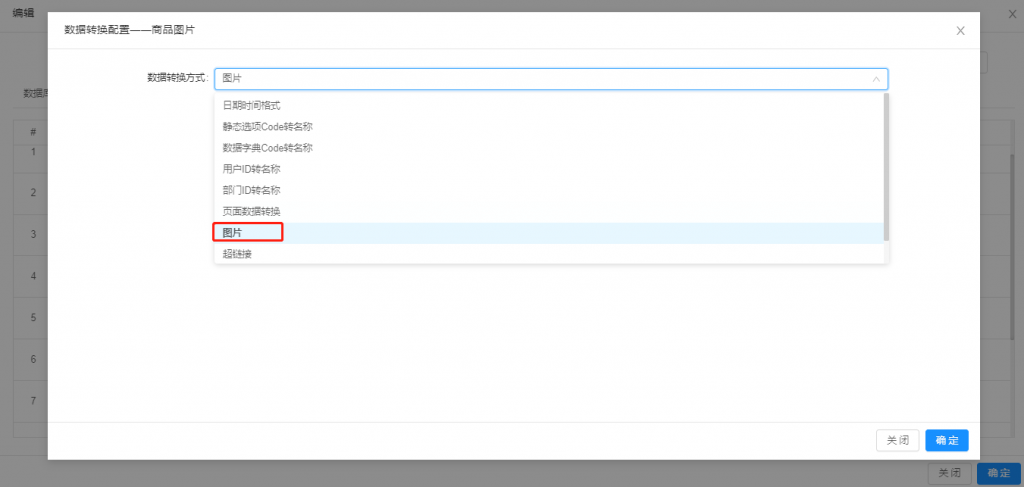 编辑
数据转换配置——商品图片
数据转换方式:
图片
日期时间格式
静态选项Code转名称
数据字典Code转名称
用户ID转名称
部门ID转名称
页面数据转换
图片
超链接
数据库
#
1
2
3
4
5
6
7
关闭
确定
关闭
确定